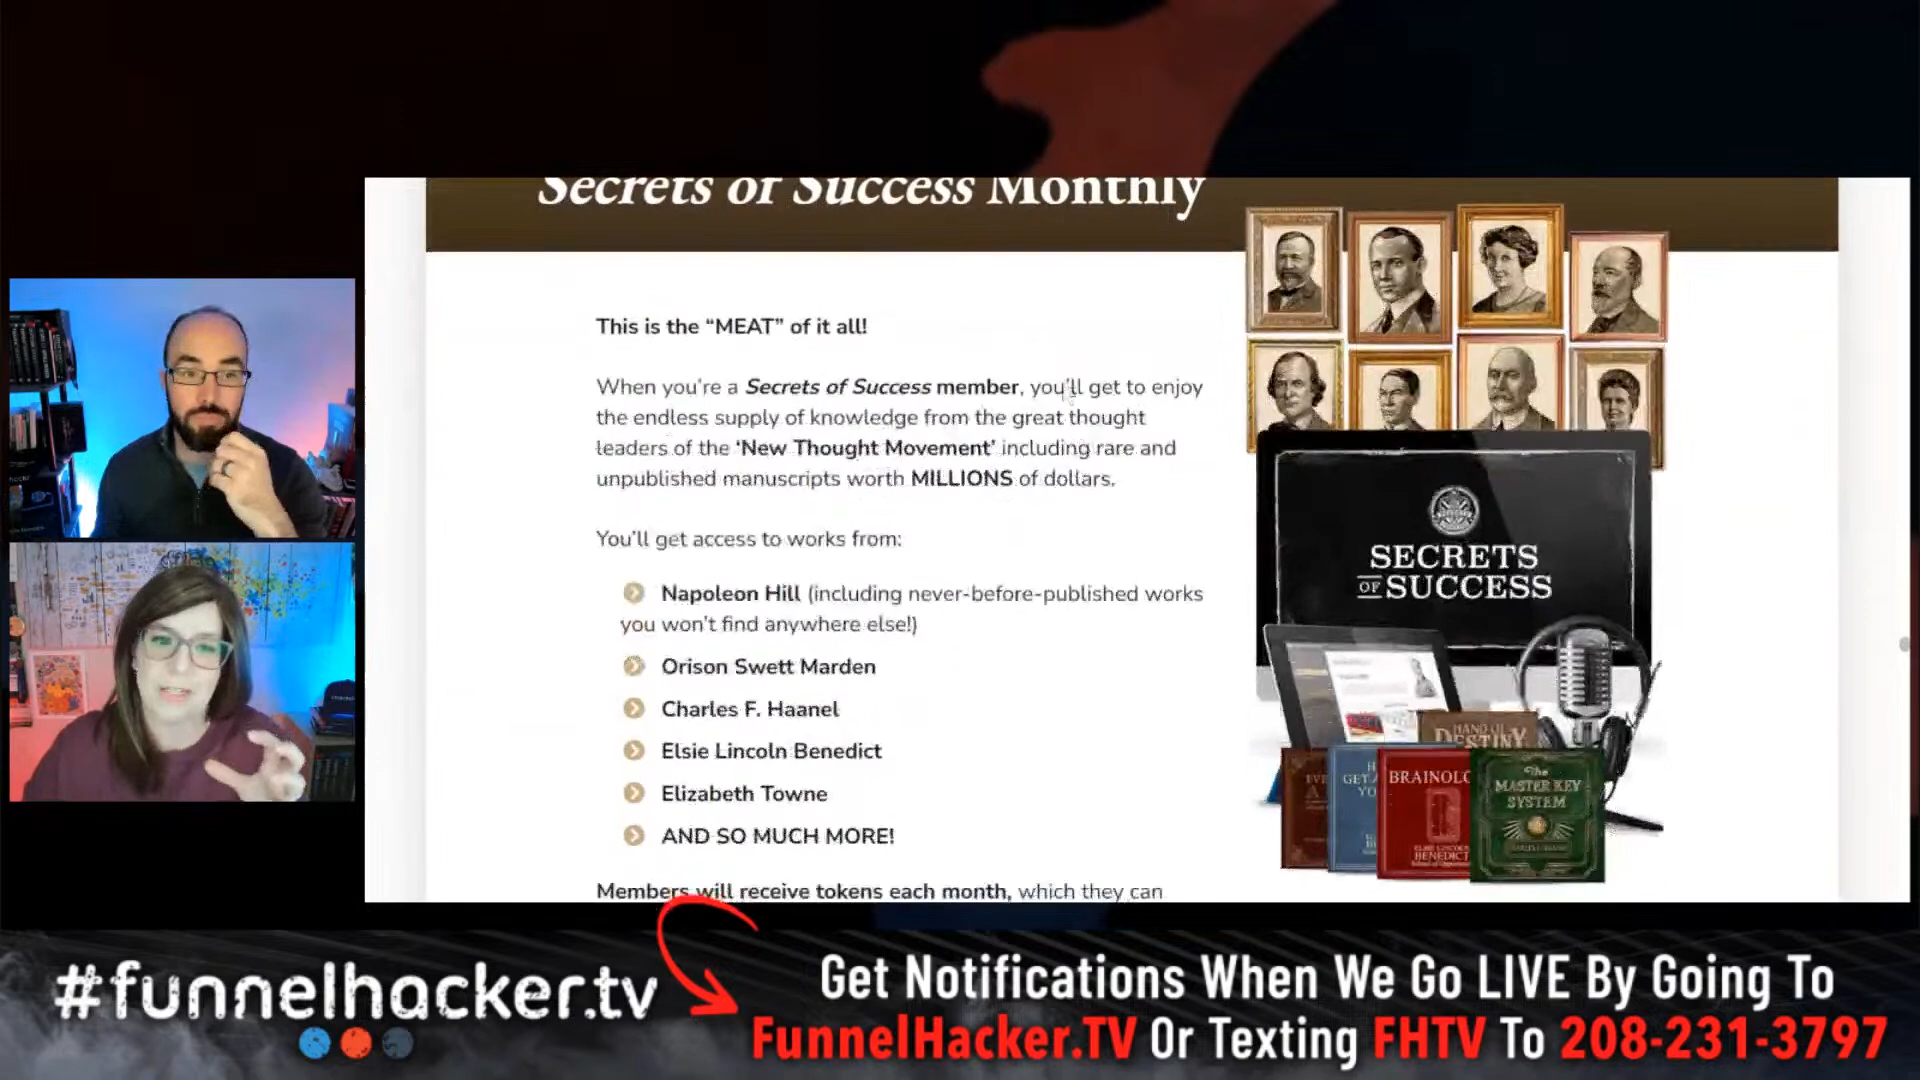 Secrets of Success Monthly
This is the “MEAT” of it all!
When you’re a Secrets of Success member, you’ll get to enjoy
the endless supply of knowledge from the great thought
leaders of the ‘New Thought Movement’ including rare and
unpublished manuscripts worth MILLIONS of dollars.
You’ll get access to works from:
Napoleon Hill (including never-before-published works
you won’t find anywhere else!)
Orison Swett Marden
Charles F. Haanel
Elsie Lincoln Benedict
Elizabeth Towne
AND SO MUCH MORE!
Members will receive tokens each month, which they can
SECRETS
OF SUCCESS
HAND OF
DESTINY
BRAINOLO
BENEDICT
The
MASTER KEY
SYSTEM
#funnelhacker.tv
Get Notifications When We Go LIVE By Going To
FunnelHacker.TV Or Texting FHTV To 208-231-3797